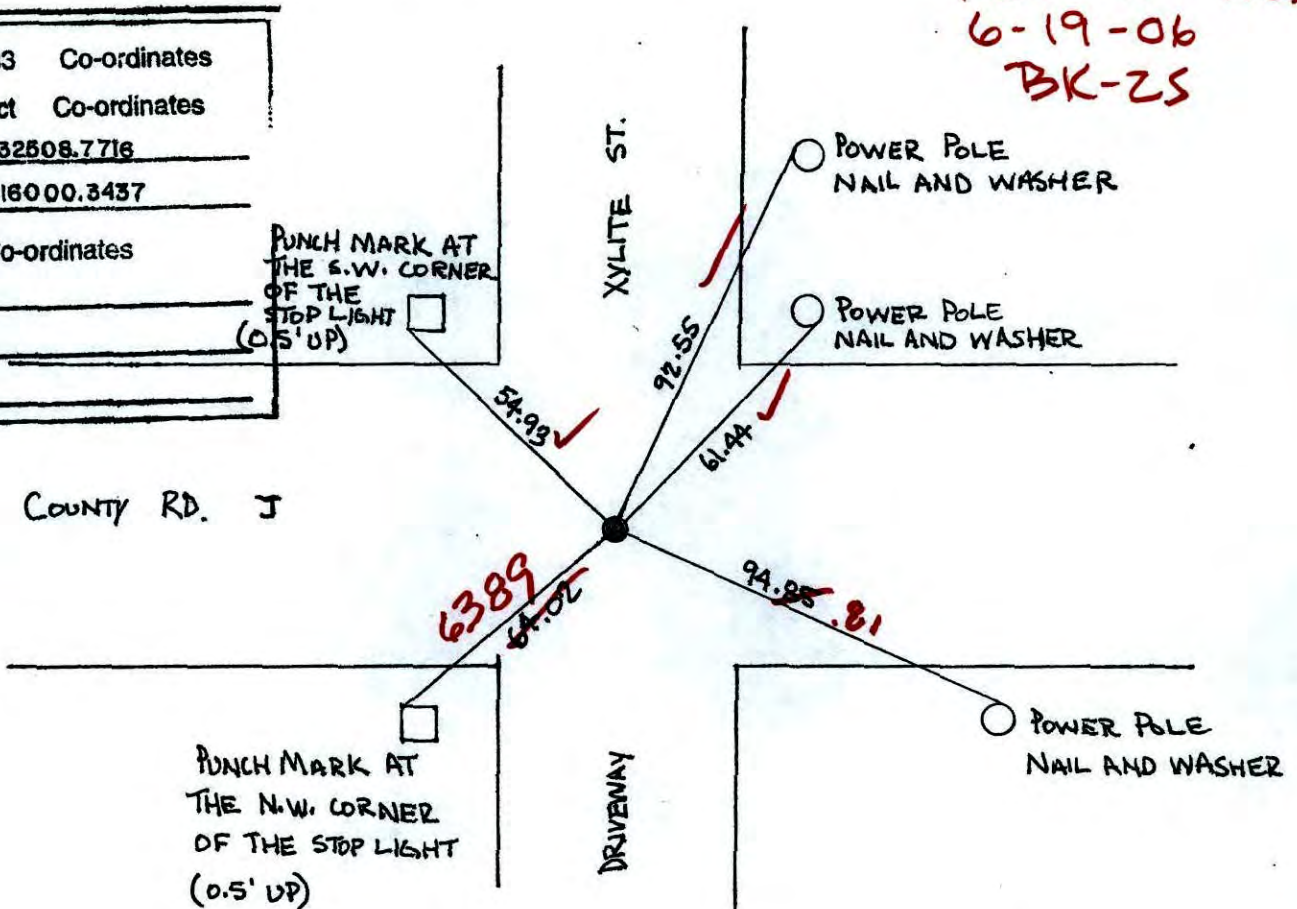 6-19-06
BK-25
Co-ordinates
Co-ordinates
32508.7716
16000.3437
PUNCH MARK AT
THE S.W. CORNER
OF THE
STOP LIGHT
(0.5' UP)
XYLITE ST.
POWER POLE
NAIL AND WASHER
POWER POLE
NAIL AND WASHER
92.55
54.93 ✓
61.44 ✓
COUNTY RD. J
6389
64.02
94.85 .81
PUNCH MARK AT
THE N.W. CORNER
OF THE STOP LIGHT
(0.5' UP)
DRIVEWAY
POWER POLE
NAIL AND WASHER